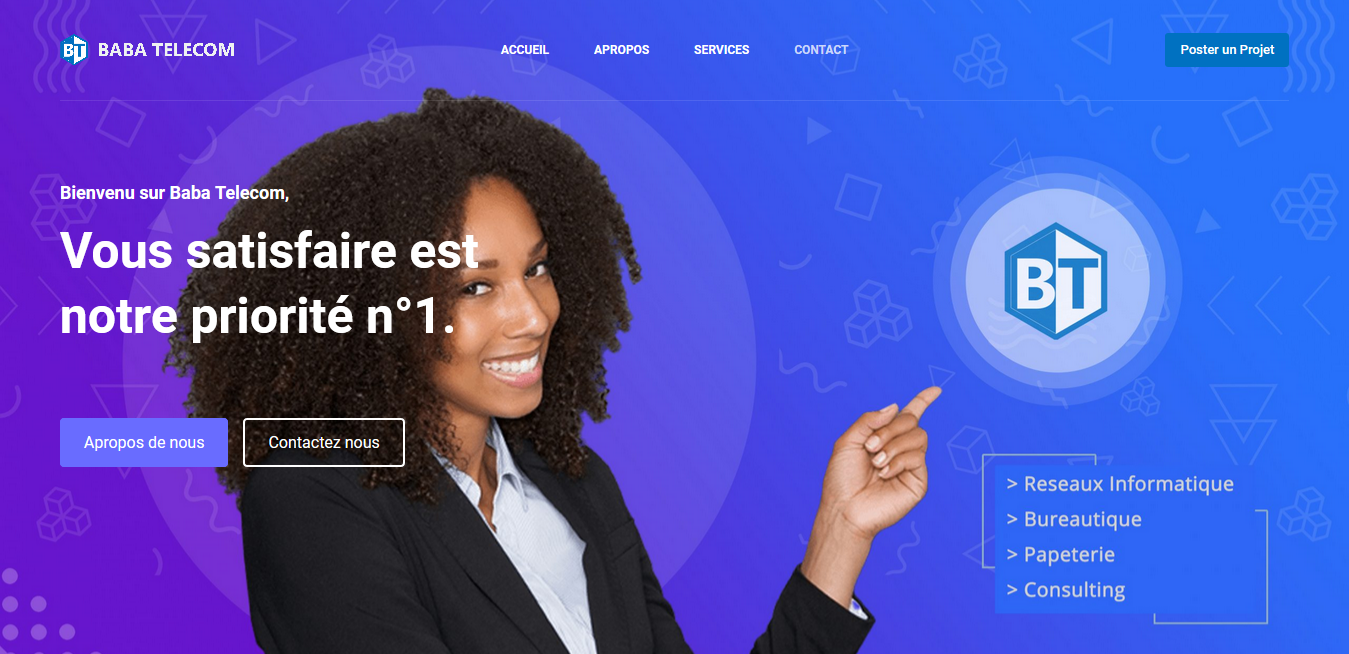 BT BABA TELECOM
ACCUEIL
APROPOS
SERVICES
CONTACT
Poster un Projet
Bienvenu sur Baba Telecom,
Vous satisfaire est
notre priorité n°1.
Apropos de nous
Contactez nous
BT
> Reseaux Informatique
> Bureautique
> Papeterie
> Consulting